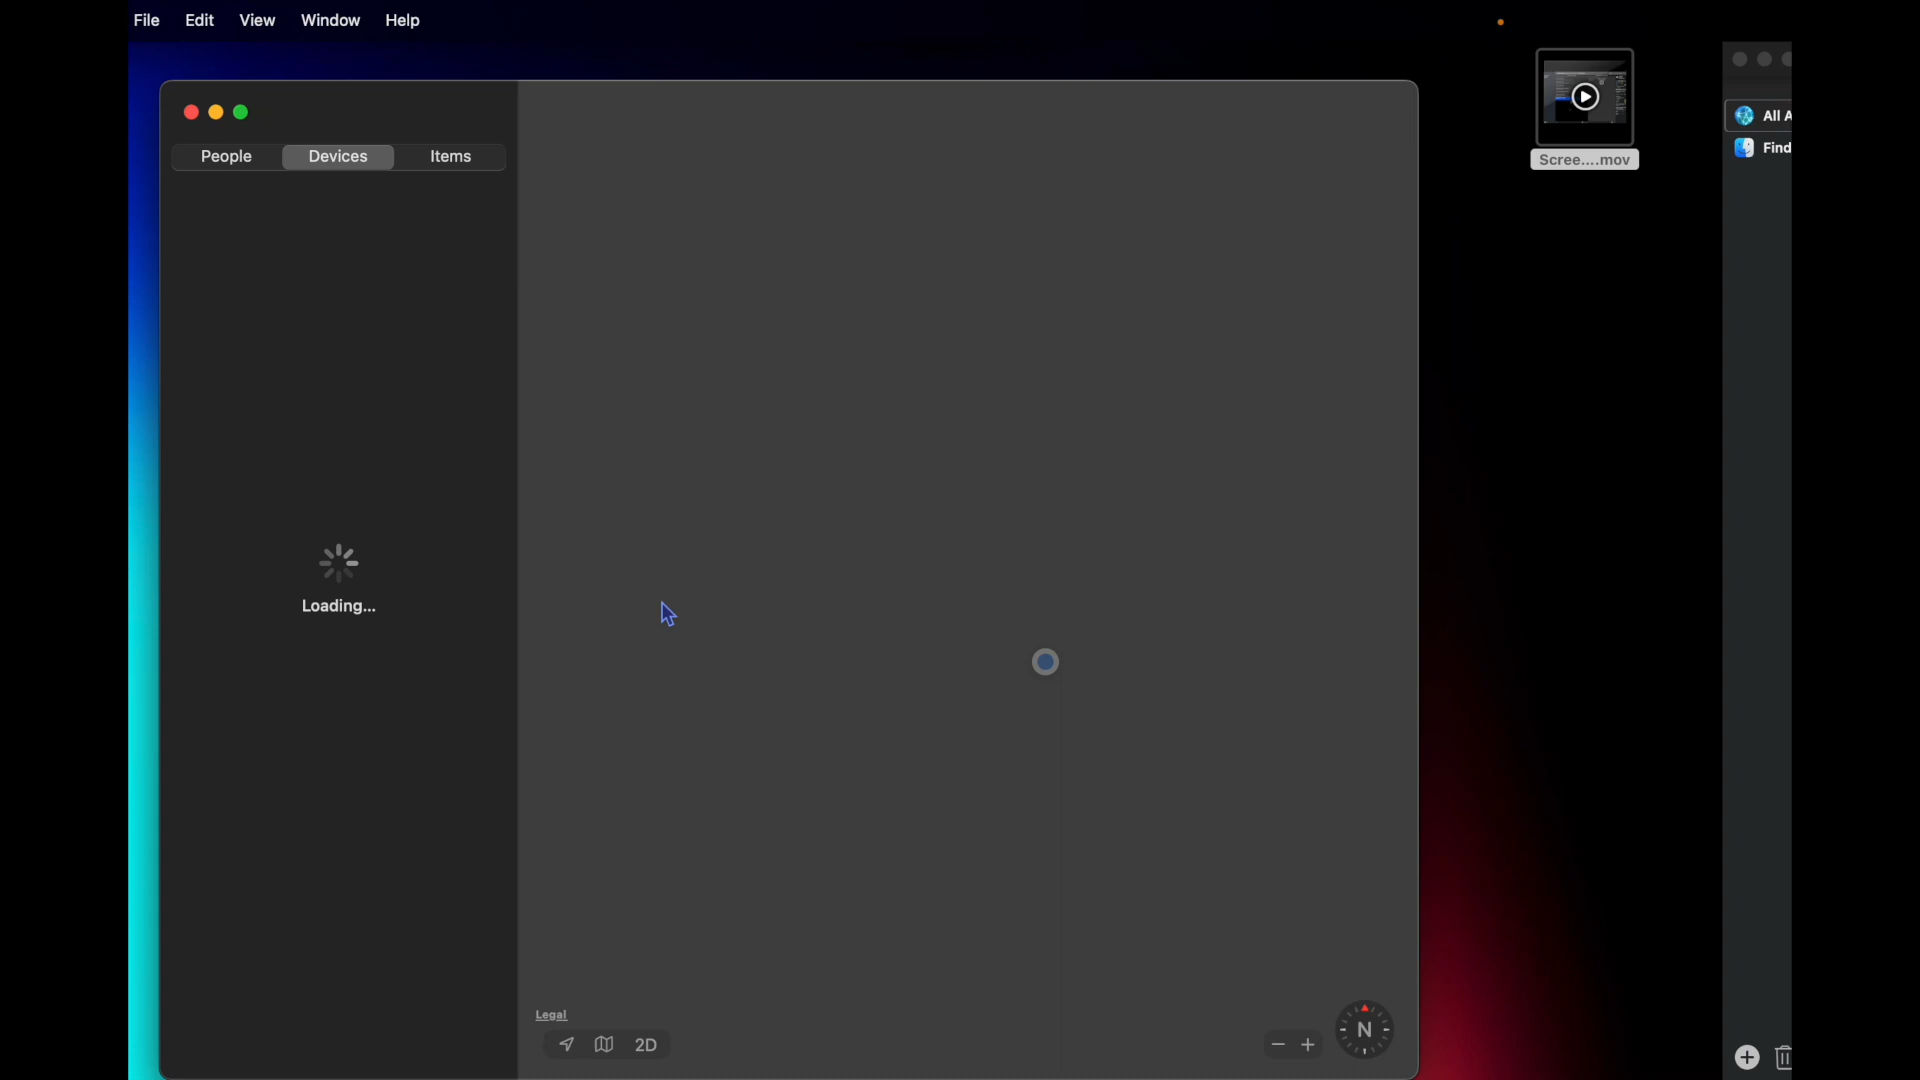 File Edit View Window Help
People Devices Items
Scree....mov
All A
Find
Loading...
Legal
2D
N